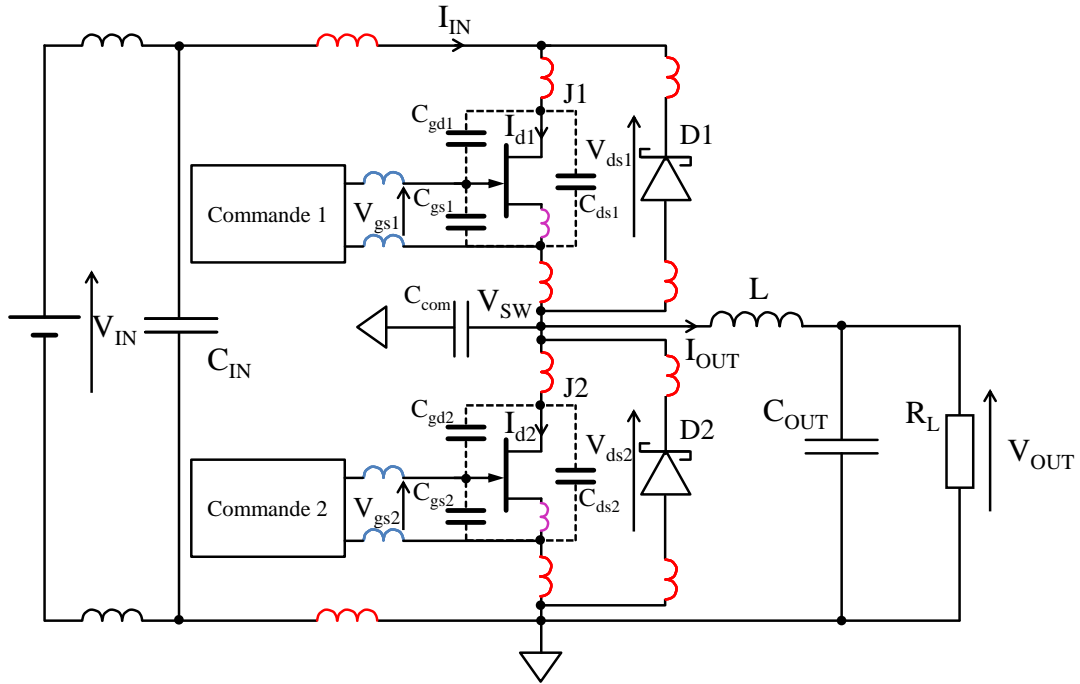 I_IN
J1
C_gd1
I_d1
V_ds1
D1
Commande 1
V_gs1
C_gs1
C_ds1
V_IN
C_IN
C_com
V_SW
L
I_OUT
J2
C_gd2
I_d2
V_ds2
D2
C_OUT
R_L
V_OUT
Commande 2
V_gs2
C_gs2
C_ds2